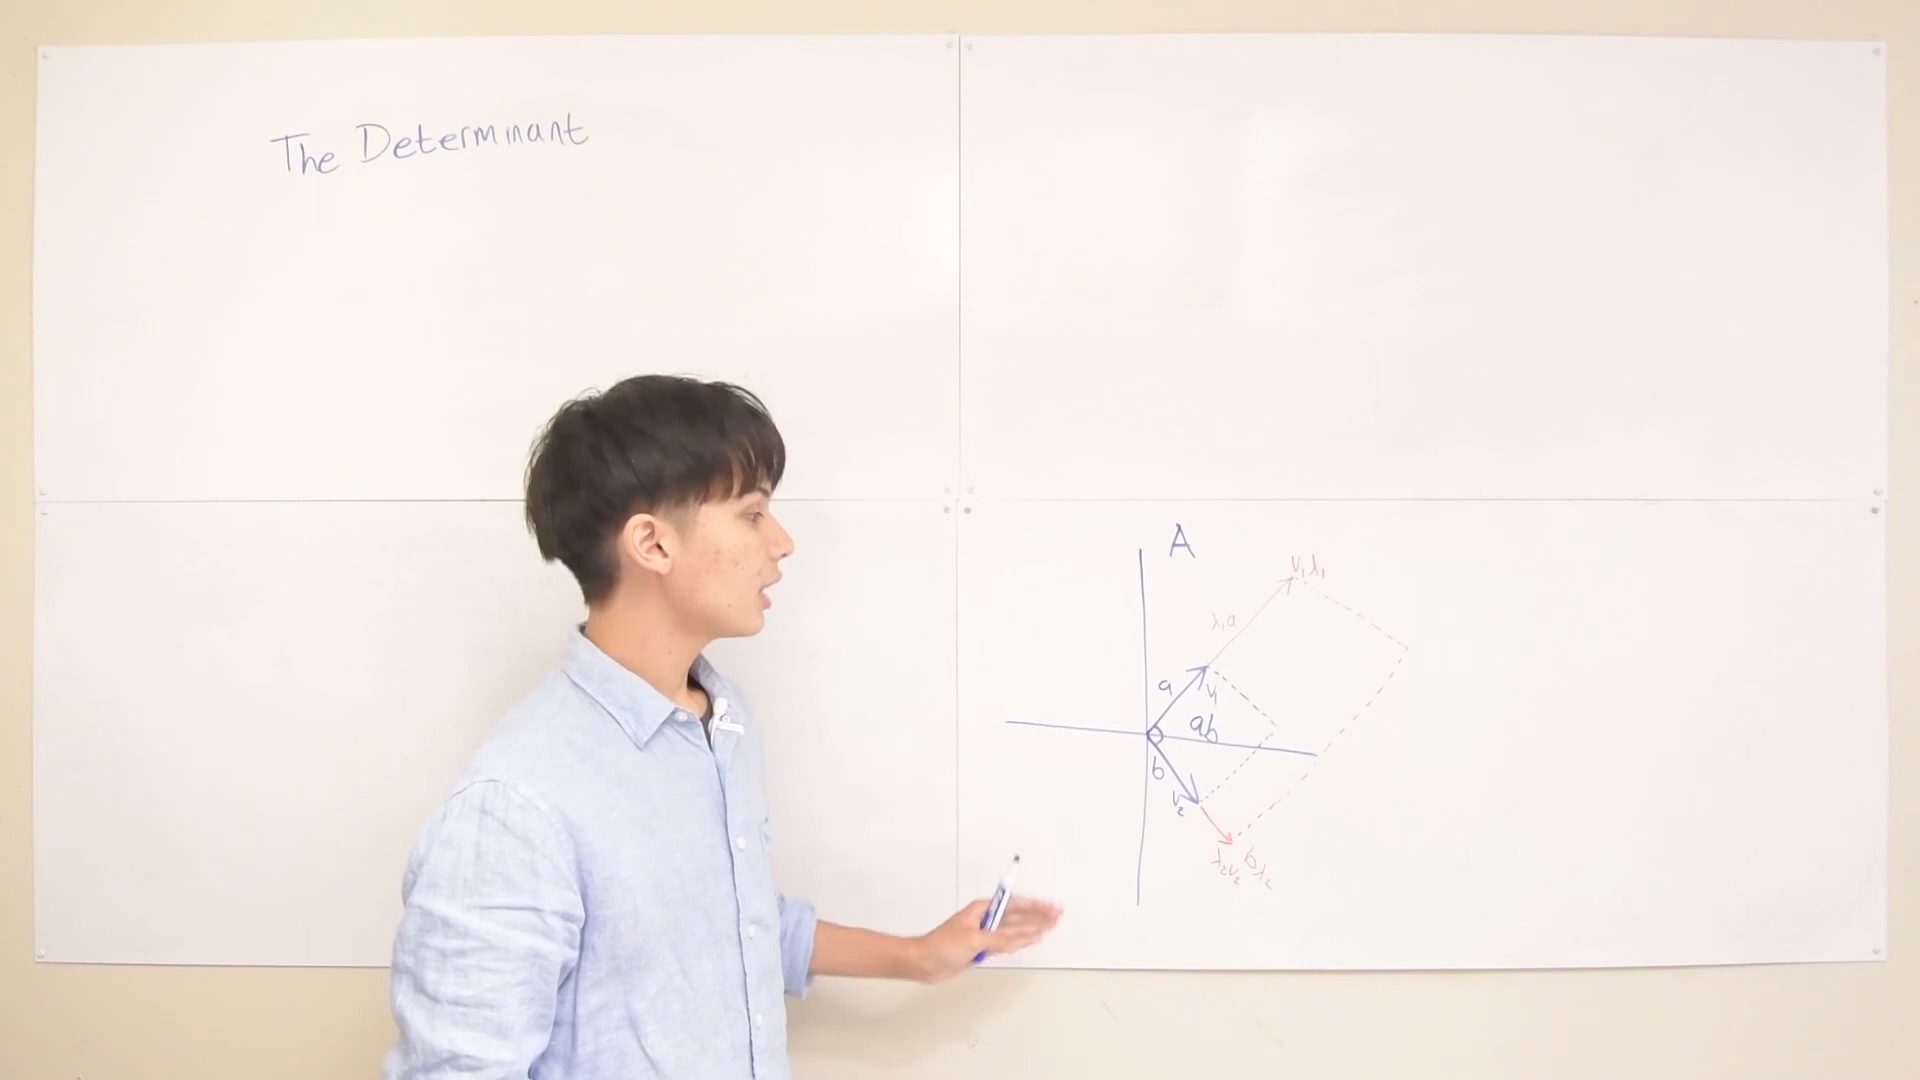 The Determinant
A
v₁λ₁
λ₁a
a
v₁
ab
b
v₂
λ₂v₂
bλ₂